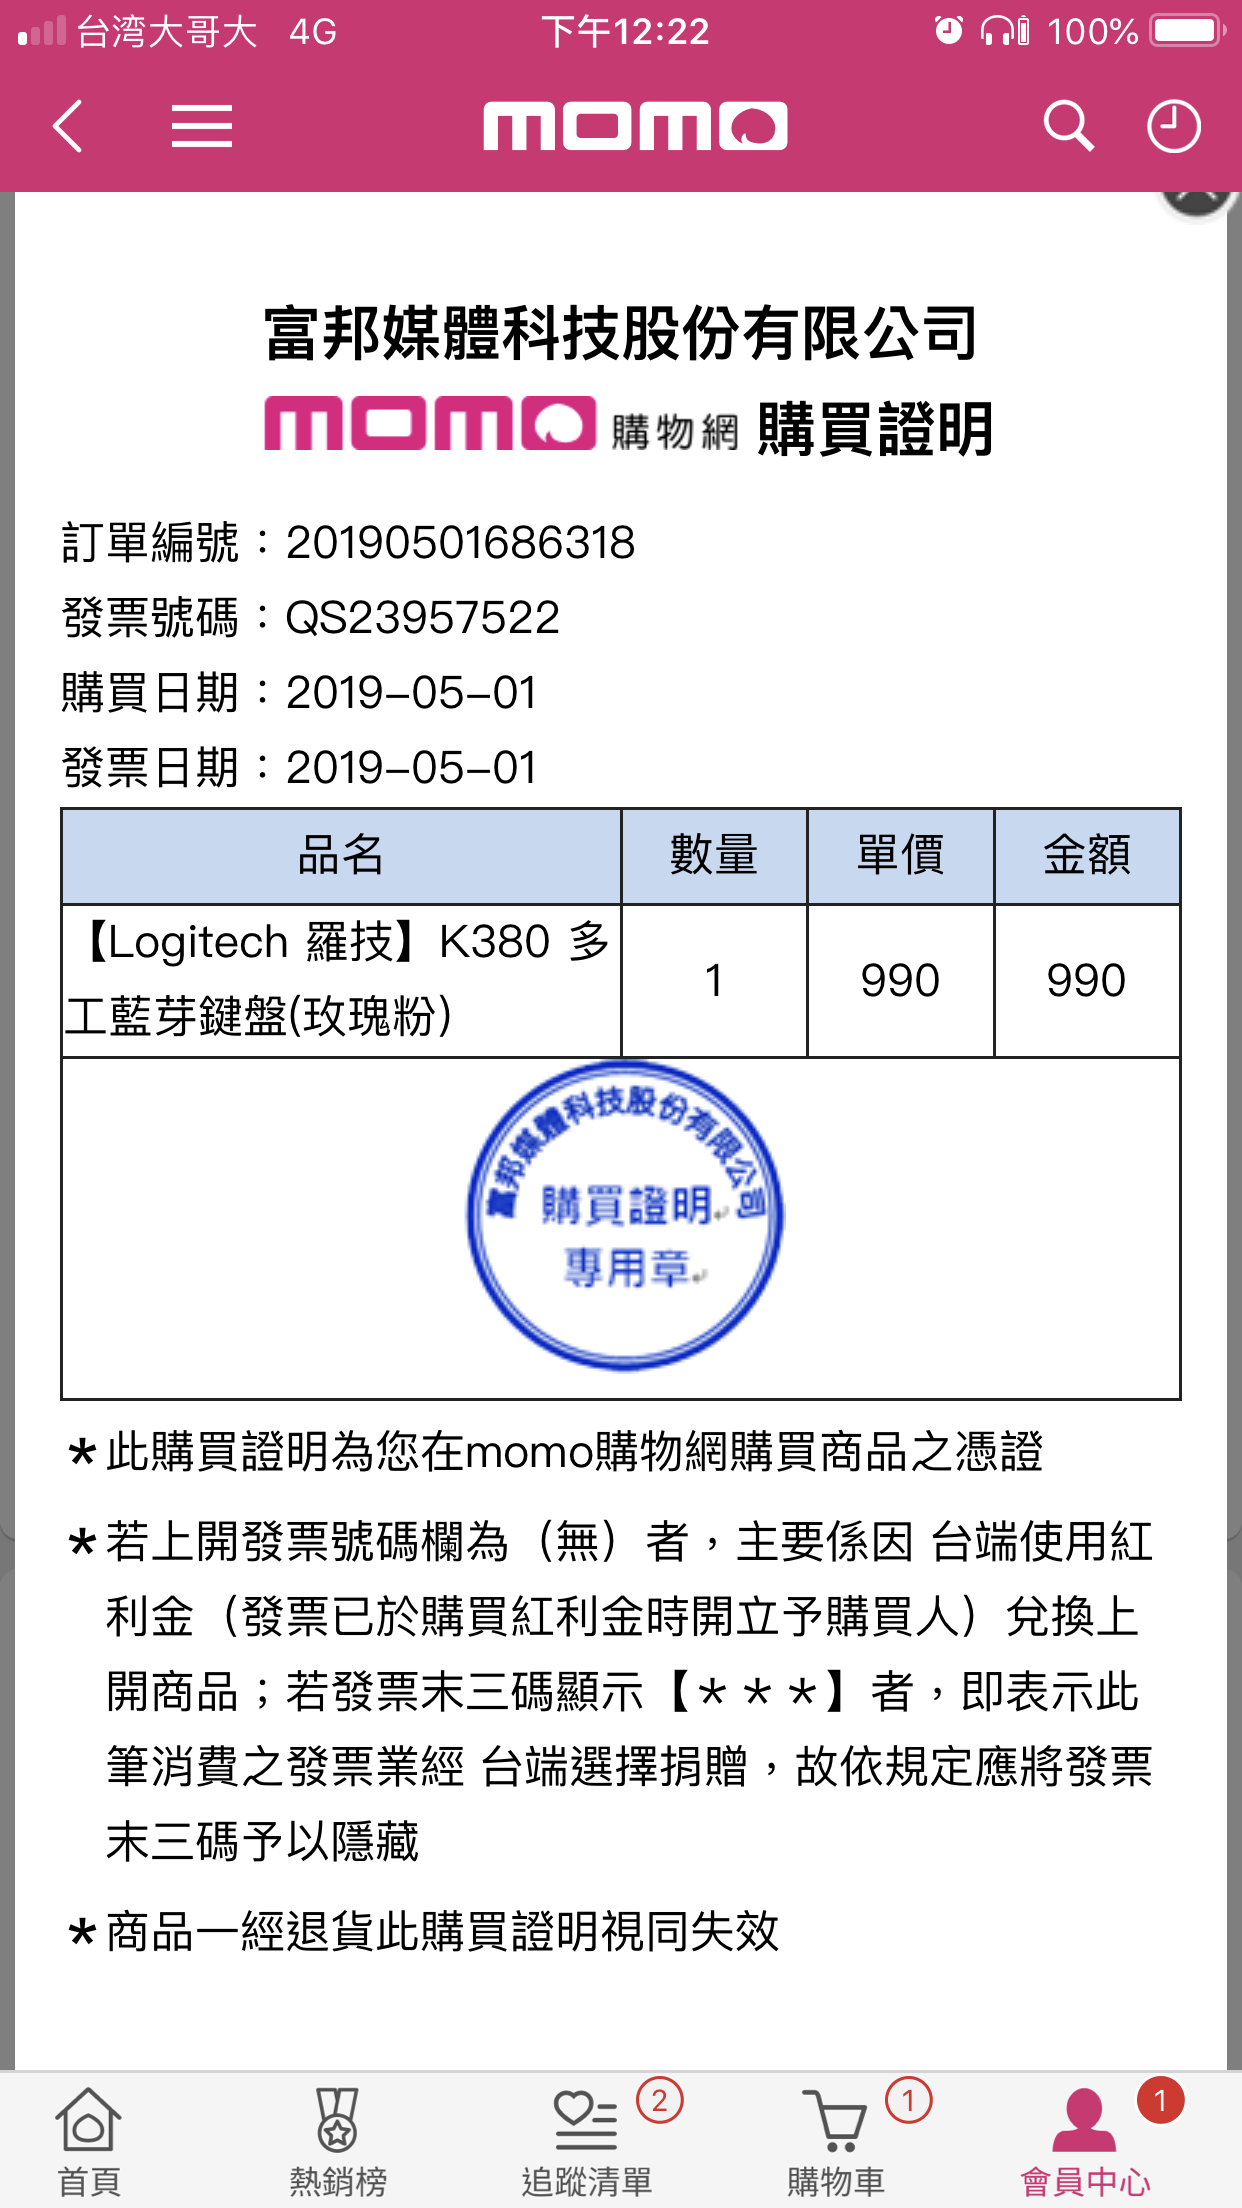 台湾大哥大 4G 下午12:22 100%
momo
富邦媒體科技股份有限公司
momo 購物網 購買證明
訂單編號：20190501686318
發票號碼：QS23957522
購買日期：2019-05-01
發票日期：2019-05-01
品名 數量 單價 金額
【Logitech 羅技】K380 多
工藍芽鍵盤(玫瑰粉)
1 990 990
富邦媒體科技股份有限公司
購買證明
專用章
*此購買證明為您在momo購物網購買商品之憑證
*若上開發票號碼欄為（無）者，主要係因 台端使用紅
利金（發票已於購買紅利金時開立予購買人）兌換上
開商品；若發票末三碼顯示【***】者，即表示此
筆消費之發票業經 台端選擇捐贈，故依規定應將發票
末三碼予以隱藏
*商品一經退貨此購買證明視同失效
2 1 1
首頁 熱銷榜 追蹤清單 購物車 會員中心